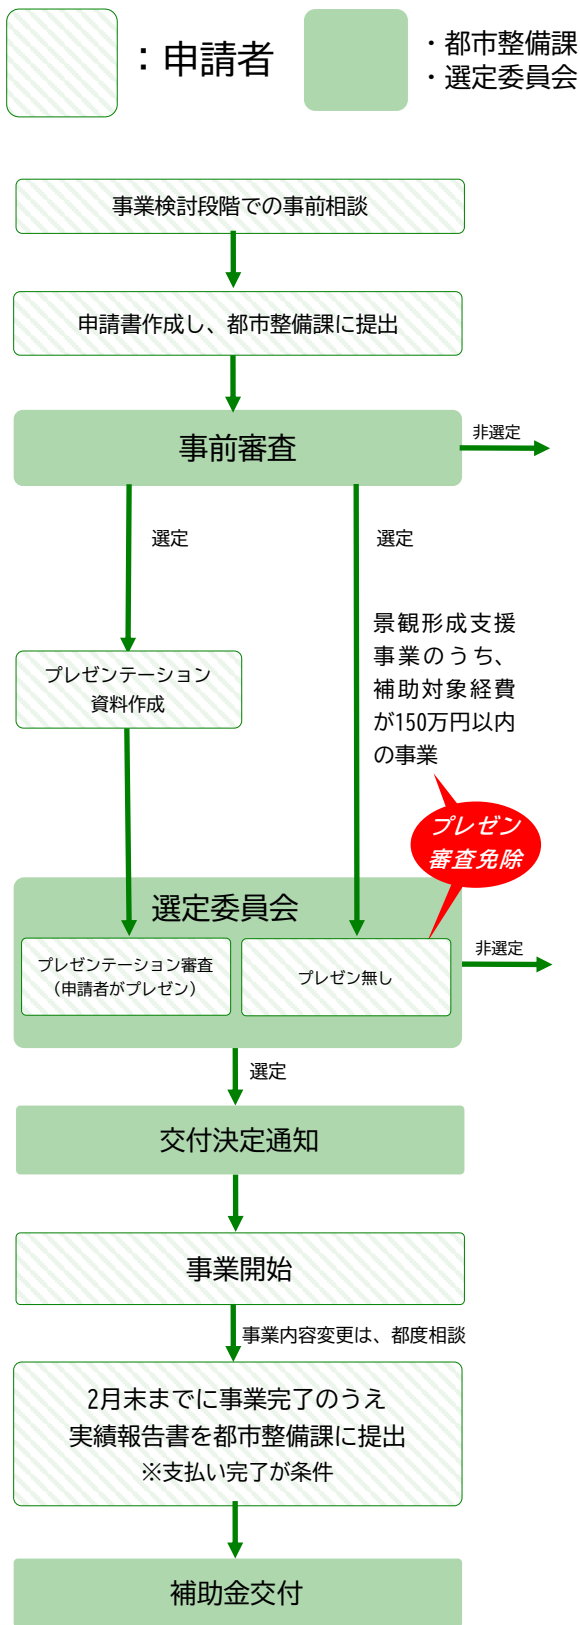 ：申請者
・都市整備課
・選定委員会
事業検討段階での事前相談
申請書作成し、都市整備課に提出
事前審査
非選定
選定
選定
景観形成支援
事業のうち、
補助対象経費
が150万円以内
の事業
プレゼンテーション
資料作成
プレゼン
審査免除
選定委員会
プレゼンテーション審査
（申請者がプレゼン）
プレゼン無し
非選定
選定
交付決定通知
事業開始
事業内容変更は、都度相談
2月末までに事業完了のうえ
実績報告書を都市整備課に提出
※支払い完了が条件
補助金交付